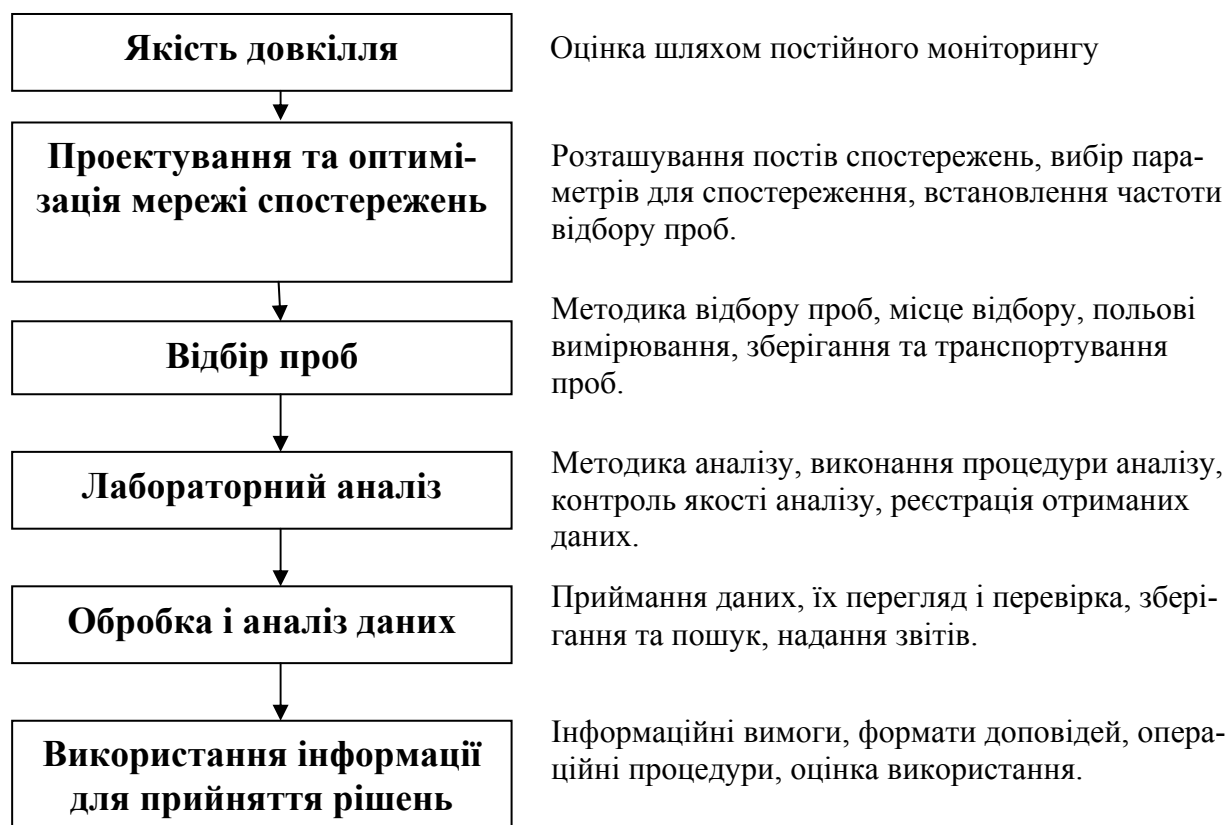 Якість довкілля
Оцінка шляхом постійного моніторингу
Проектування та оптимі-
зація мережі спостережень
Розташування постів спостережень, вибір пара-
метрів для спостереження, встановлення частоти
відбору проб.
Відбір проб
Методика відбору проб, місце відбору, польові
вимірювання, зберігання та транспортування
проб.
Лабораторний аналіз
Методика аналізу, виконання процедури аналізу,
контроль якості аналізу, реєстрація отриманих
даних.
Обробка і аналіз даних
Приймання даних, їх перегляд і перевірка, збері-
гання та пошук, надання звітів.
Використання інформації
для прийняття рішень
Інформаційні вимоги, формати доповідей, опера-
ційні процедури, оцінка використання.